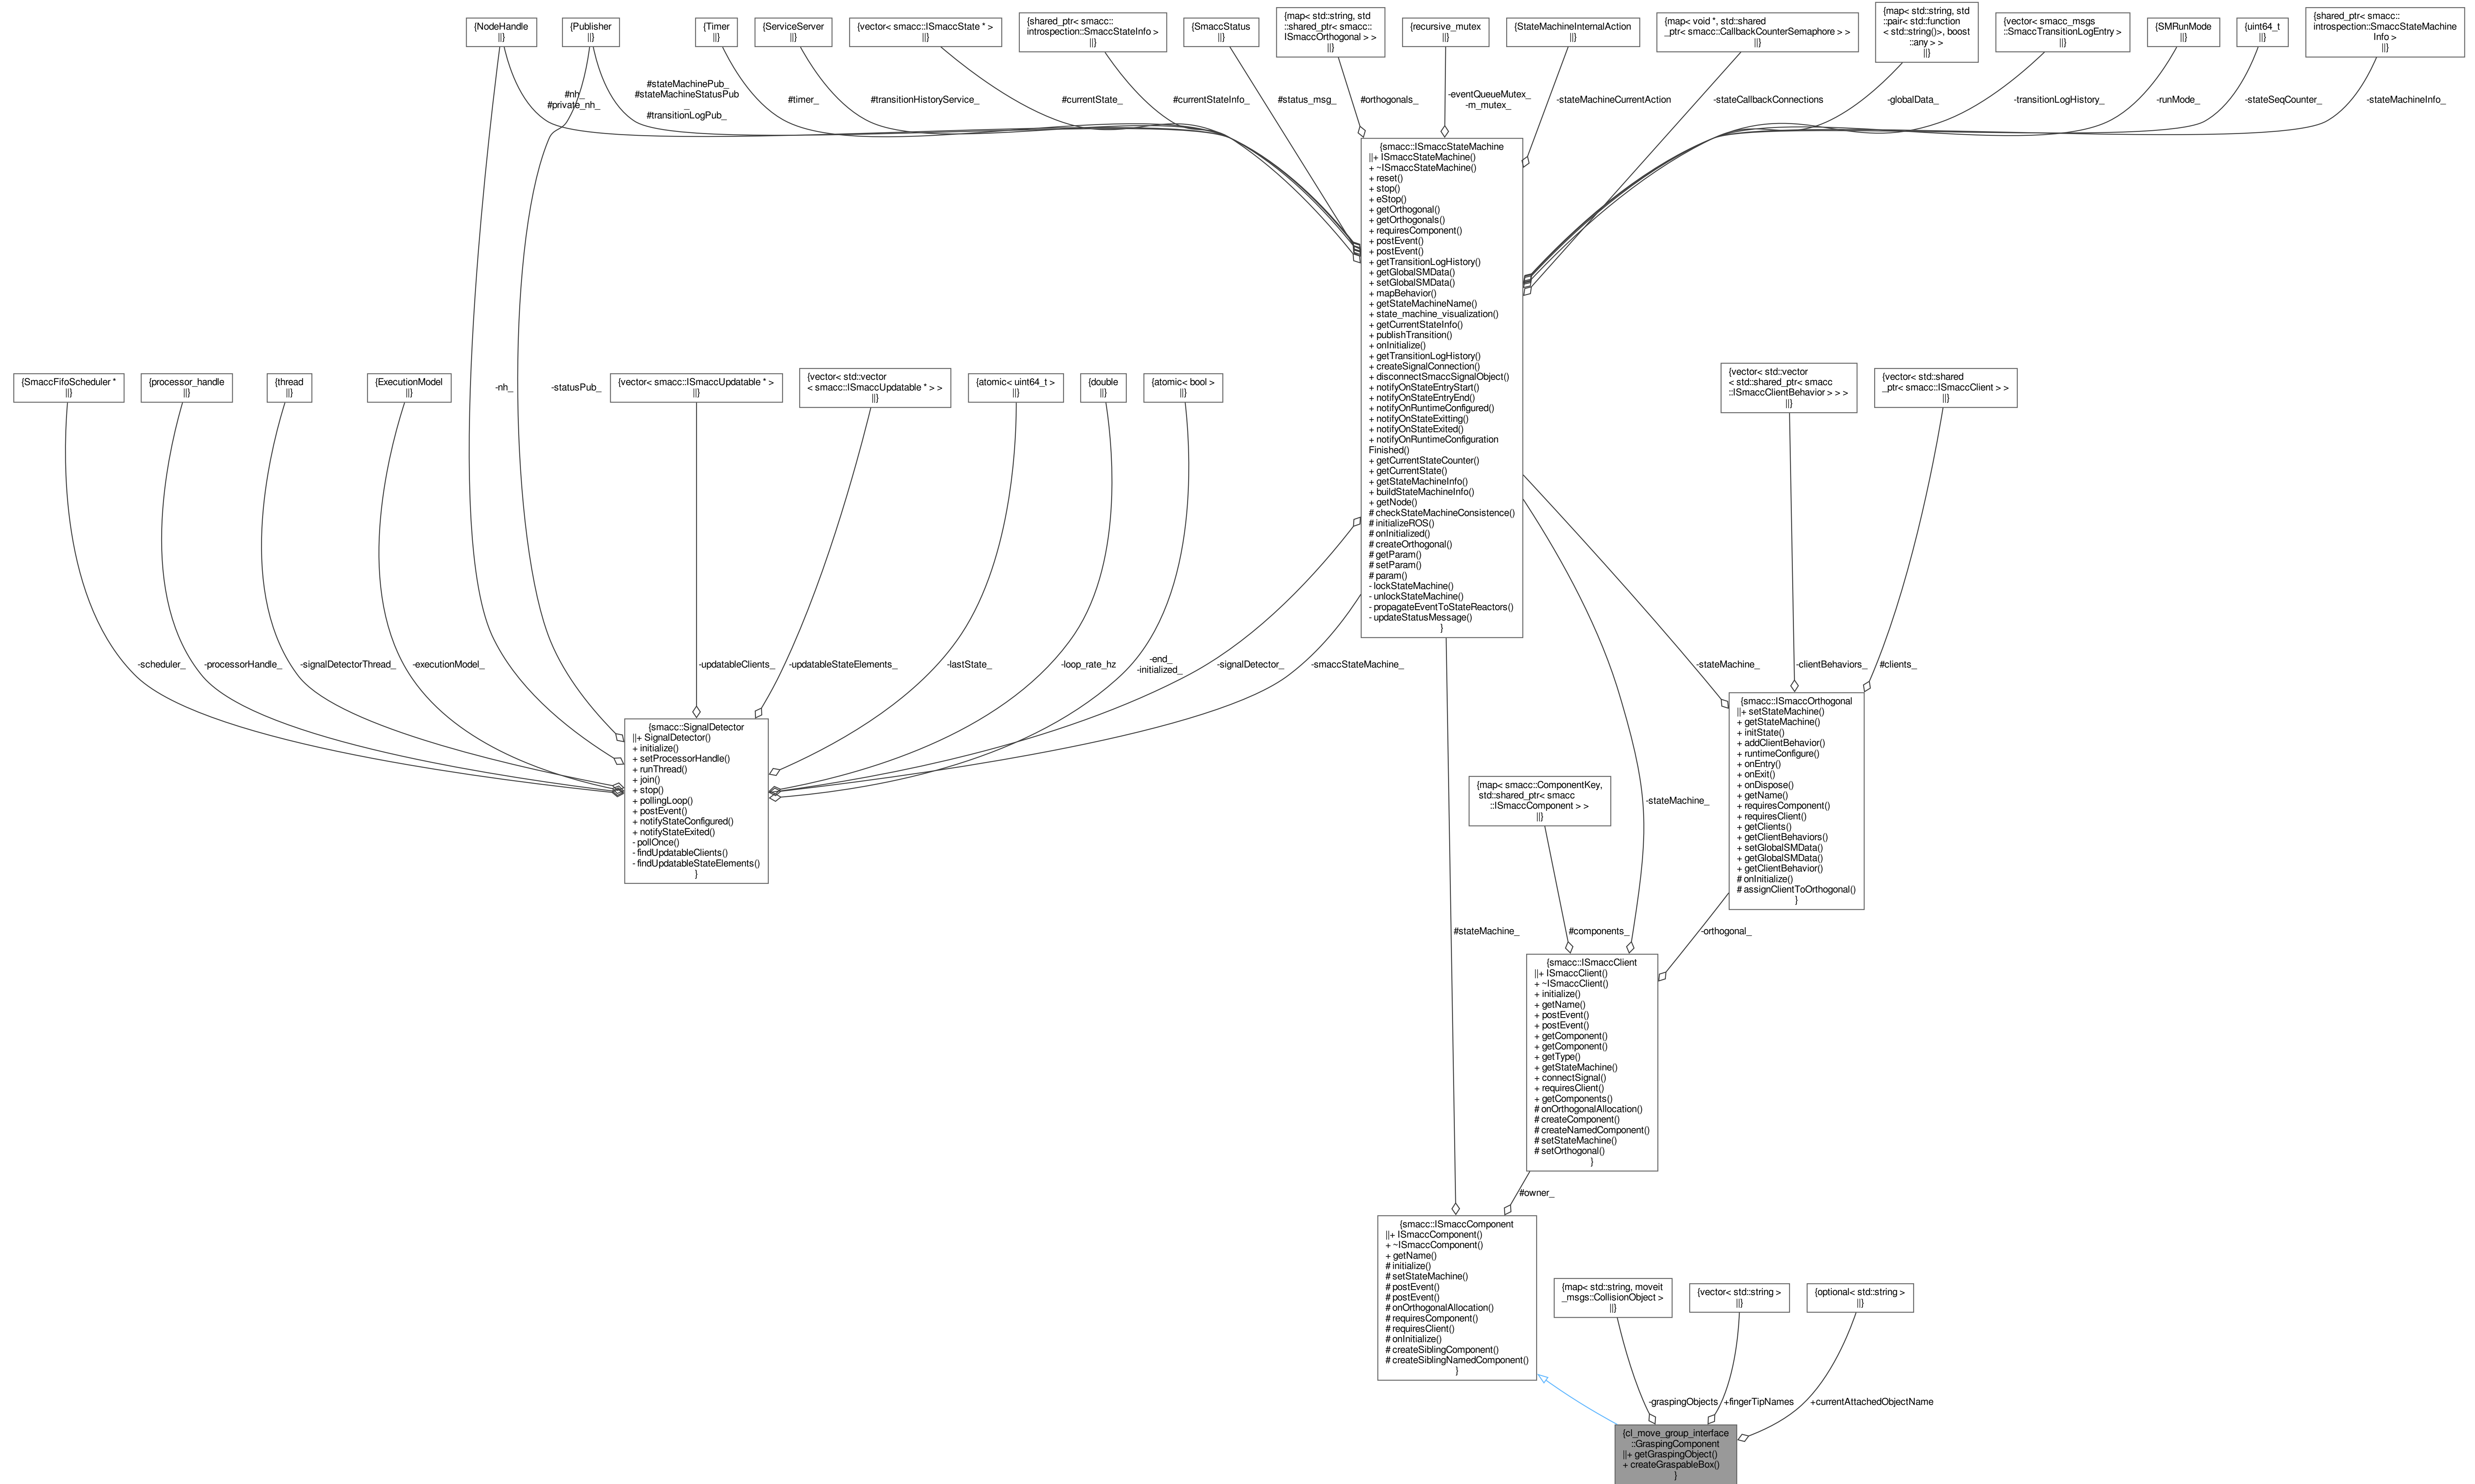 {NodeHandle
||}
{Publisher
||}
{Timer
||}
{ServiceServer
||}
{vector< smacc::ISmaccState * >
||}
{shared_ptr< smacc::
introspection::SmaccStateInfo >
||}
{SmaccStatus
||}
{map< std::string, std
::shared_ptr< smacc::
ISmaccOrthogonal > >
||}
{recursive_mutex
||}
{StateMachineInternalAction
||}
{map< void *, std::shared
_ptr< smacc::CallbackCounterSemaphore > >
||}
{map< std::string, std
::pair< std::function
< std::string()>, boost
::any > >
||}
{vector< smacc_msgs
::SmaccTransitionLogEntry >
||}
{SMRunMode
||}
{uint64_t
||}
{shared_ptr< smacc::
introspection::SmaccStateMachine
Info >
||}
#nh_
#private_nh_
#stateMachinePub_
#stateMachineStatusPub
_
#transitionLogPub_
#timer_
#transitionHistoryService_
#currentState_
#currentStateInfo_
#status_msg_
#orthogonals_
-eventQueueMutex_
-m_mutex_
-stateMachineCurrentAction
-stateCallbackConnections
-globalData_
-transitionLogHistory_
-runMode_
-stateSeqCounter_
-stateMachineInfo_
{smacc::ISmaccStateMachine
||+ ISmaccStateMachine()
+ ~ISmaccStateMachine()
+ reset()
+ stop()
+ eStop()
+ getOrthogonal()
+ getOrthogonals()
+ requiresComponent()
+ postEvent()
+ postEvent()
+ getTransitionLogHistory()
+ getGlobalSMData()
+ setGlobalSMData()
+ mapBehavior()
+ getStateMachineName()
+ state_machine_visualization()
+ getCurrentStateInfo()
+ publishTransition()
+ onInitialize()
+ getTransitionLogHistory()
+ createSignalConnection()
+ disconnectSmaccSignalObject()
+ notifyOnStateEntryStart()
+ notifyOnStateEntryEnd()
+ notifyOnRuntimeConfigured()
+ notifyOnStateExitting()
+ notifyOnStateExited()
+ notifyOnRuntimeConfiguration
Finished()
+ getCurrentStateCounter()
+ getCurrentState()
+ getStateMachineInfo()
+ buildStateMachineInfo()
+ getNode()
# checkStateMachineConsistence()
# initializeROS()
# onInitialized()
# createOrthogonal()
# getParam()
# setParam()
# param()
- lockStateMachine()
- unlockStateMachine()
- propagateEventToStateReactors()
- updateStatusMessage()
}
{SmaccFifoScheduler *
||}
{processor_handle
||}
{thread
||}
{ExecutionModel
||}
-nh_
-statusPub_
{vector< smacc::ISmaccUpdatable * >
||}
{vector< std::vector
< smacc::ISmaccUpdatable * > >
||}
{atomic< uint64_t >
||}
{double
||}
{atomic< bool >
||}
{vector< std::vector
< std::shared_ptr< smacc
::ISmaccClientBehavior > > >
||}
{vector< std::shared
_ptr< smacc::ISmaccClient > >
||}
-scheduler_
-processorHandle_
-signalDetectorThread_
-executionModel_
-updatableClients_
-updatableStateElements_
-lastState_
-loop_rate_hz
-end_
-initialized_
-signalDetector_
-smaccStateMachine_
-stateMachine_
-clientBehaviors_
#clients_
{smacc::SignalDetector
||+ SignalDetector()
+ initialize()
+ setProcessorHandle()
+ runThread()
+ join()
+ stop()
+ pollingLoop()
+ postEvent()
+ notifyStateConfigured()
+ notifyStateExited()
- pollOnce()
- findUpdatableClients()
- findUpdatableStateElements()
}
{smacc::ISmaccOrthogonal
||+ setStateMachine()
+ getStateMachine()
+ initState()
+ addClientBehavior()
+ runtimeConfigure()
+ onEntry()
+ onExit()
+ onDispose()
+ getName()
+ requiresComponent()
+ requiresClient()
+ getClients()
+ getClientBehaviors()
+ setGlobalSMData()
+ getGlobalSMData()
+ getClientBehavior()
# onInitialize()
# assignClientToOrthogonal()
}
{map< smacc::ComponentKey,
std::shared_ptr< smacc
::ISmaccComponent > >
||}
-stateMachine_
#stateMachine_
#components_
-orthogonal_
{smacc::ISmaccClient
||+ ISmaccClient()
+ ~ISmaccClient()
+ initialize()
+ getName()
+ postEvent()
+ postEvent()
+ getComponent()
+ getComponent()
+ getType()
+ getStateMachine()
+ connectSignal()
+ requiresClient()
+ getComponents()
# onOrthogonalAllocation()
# createComponent()
# createNamedComponent()
# setStateMachine()
# setOrthogonal()
}
#owner_
{smacc::ISmaccComponent
||+ ISmaccComponent()
+ ~ISmaccComponent()
+ getName()
# initialize()
# setStateMachine()
# postEvent()
# postEvent()
# onOrthogonalAllocation()
# requiresComponent()
# requiresClient()
# onInitialize()
# createSiblingComponent()
# createSiblingNamedComponent()
}
{map< std::string, moveit
_msgs::CollisionObject >
||}
{vector< std::string >
||}
{optional< std::string >
||}
-graspingObjects
+fingerTipNames
+currentAttachedObjectName
{cl_move_group_interface
::GraspingComponent
||+ getGraspingObject()
+ createGraspableBox()
}